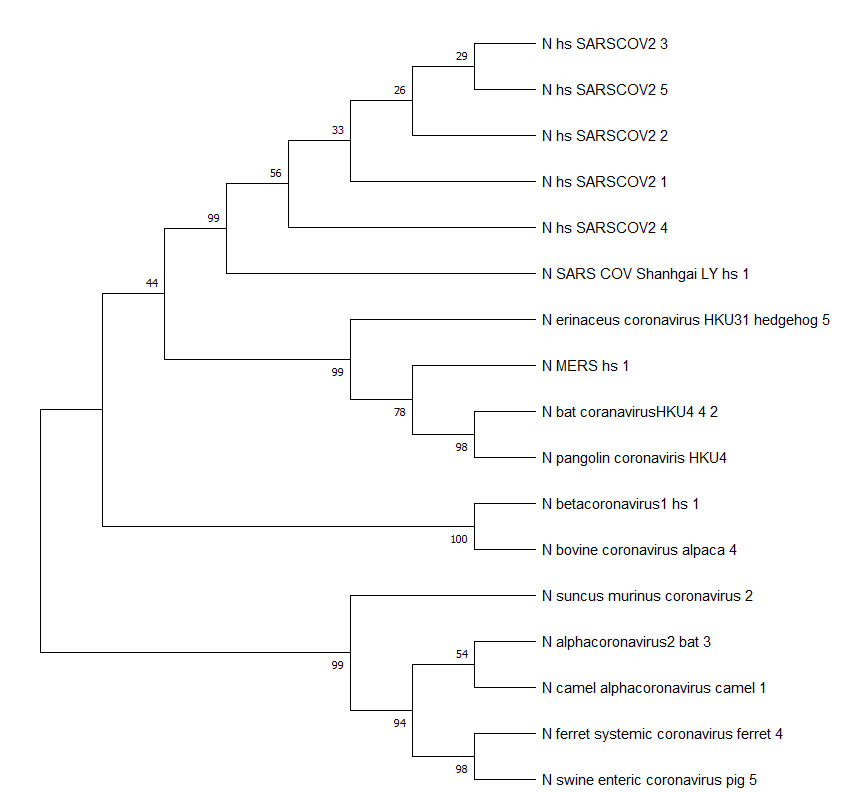 N hs SARSCOV2 3
29
N hs SARSCOV2 5
26
N hs SARSCOV2 2
33
N hs SARSCOV2 1
56
N hs SARSCOV2 4
99
N SARS COV Shanhgai LY hs 1
44
N erinaceus coronavirus HKU31 hedgehog 5
99
N MERS hs 1
78
N bat coranavirusHKU4 4 2
98
N pangolin coronaviris HKU4
N betacoronavirus1 hs 1
100
N bovine coronavirus alpaca 4
N suncus murinus coronavirus 2
99
N alphacoronavirus2 bat 3
54
N camel alphacoronavirus camel 1
94
N ferret systemic coronavirus ferret 4
98
N swine enteric coronavirus pig 5